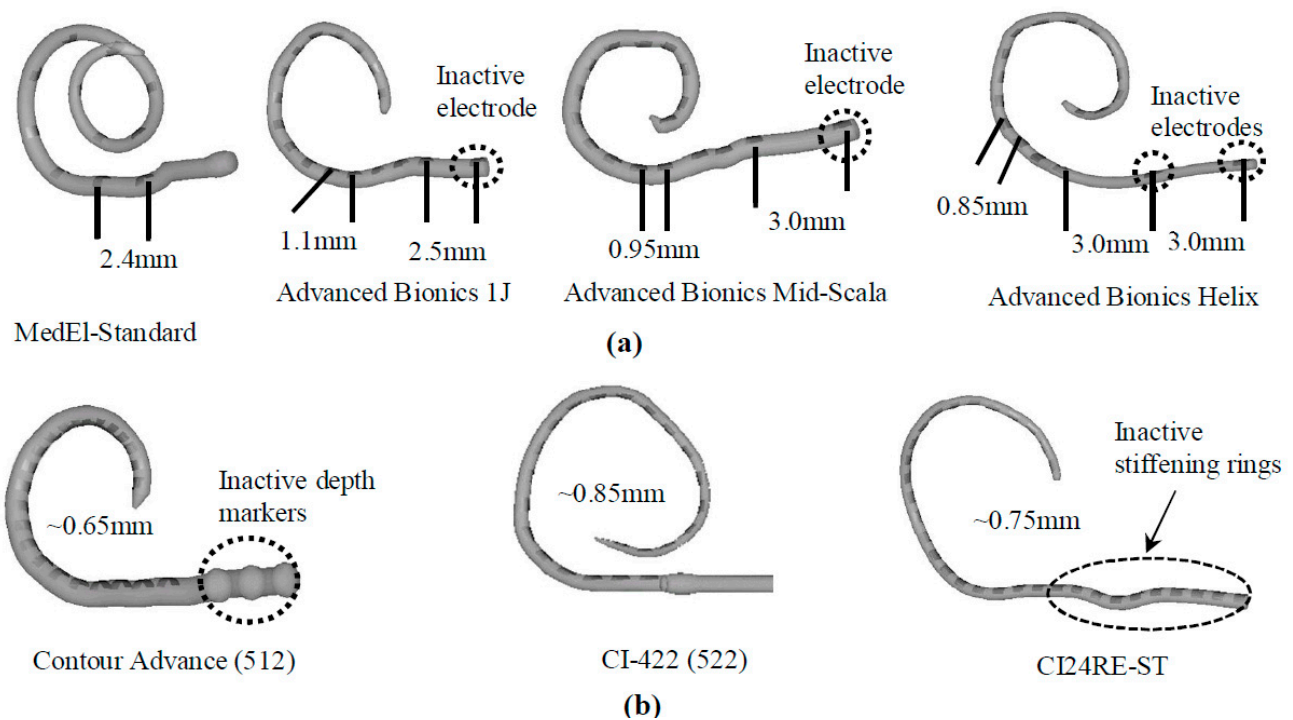 Inactive
electrode
Inactive
electrode
Inactive
electrodes
2.4mm
1.1mm
2.5mm
0.95mm
3.0mm
0.85mm
3.0mm
3.0mm
MedEl-Standard
Advanced Bionics 1J
Advanced Bionics Mid-Scala
Advanced Bionics Helix
(a)
~0.65mm
Inactive depth
markers
~0.85mm
~0.75mm
Inactive
stiffening rings
Contour Advance (512)
CI-422 (522)
CI24RE-ST
(b)